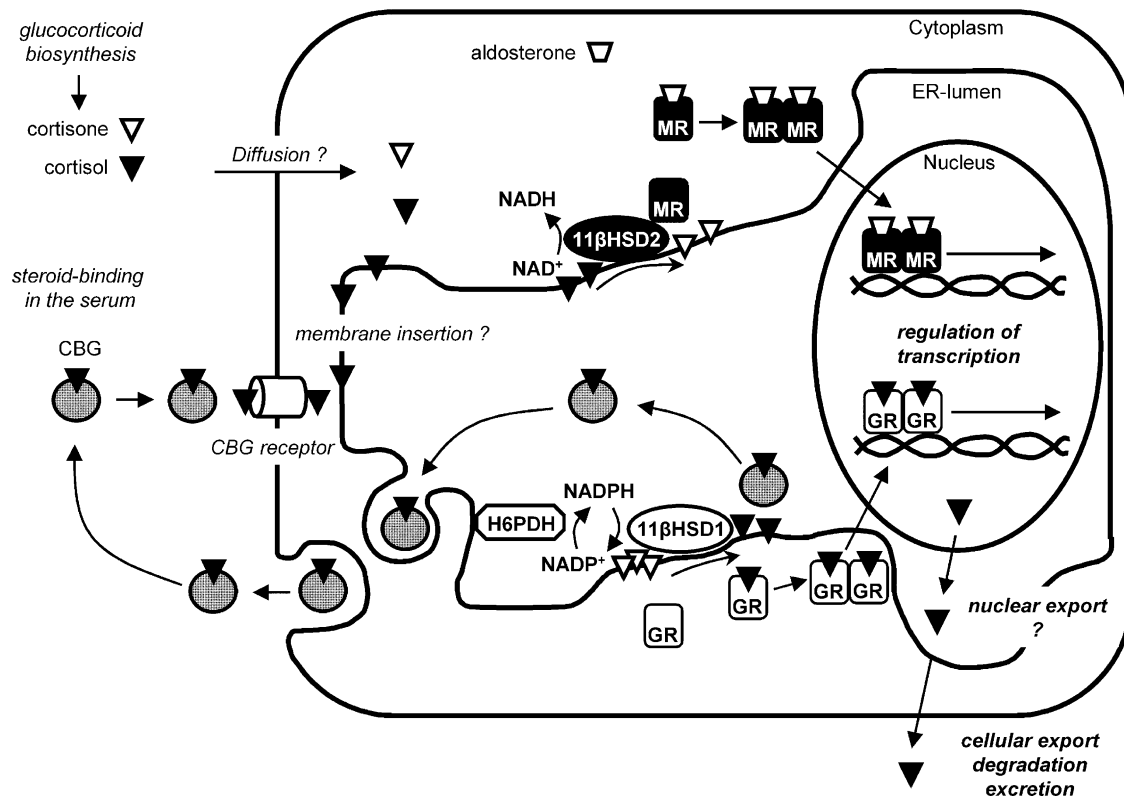 glucocorticoid
biosynthesis
cortisone
cortisol
Diffusion ?
aldosterone
Cytoplasm
ER-lumen
Nucleus
MR
MR MR
MR
NADH
11βHSD2
NAD⁺
MR MR
steroid-binding
in the serum
CBG
membrane insertion ?
CBG receptor
regulation of
transcription
GR GR
H6PDH
NADPH
NADP⁺
11βHSD1
GR
GR
GR GR
nuclear export
?
cellular export
degradation
excretion